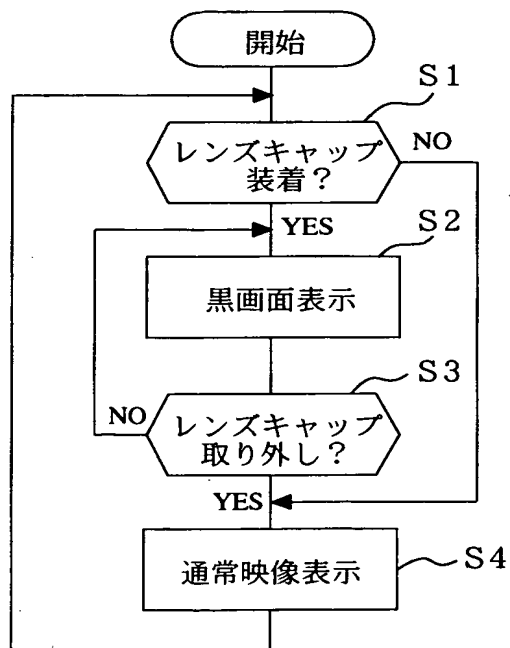 開始
S1
レンズキャップ
装着？
NO
YES
S2
黒画面表示
S3
NO
レンズキャップ
取り外し？
YES
通常映像表示
S4